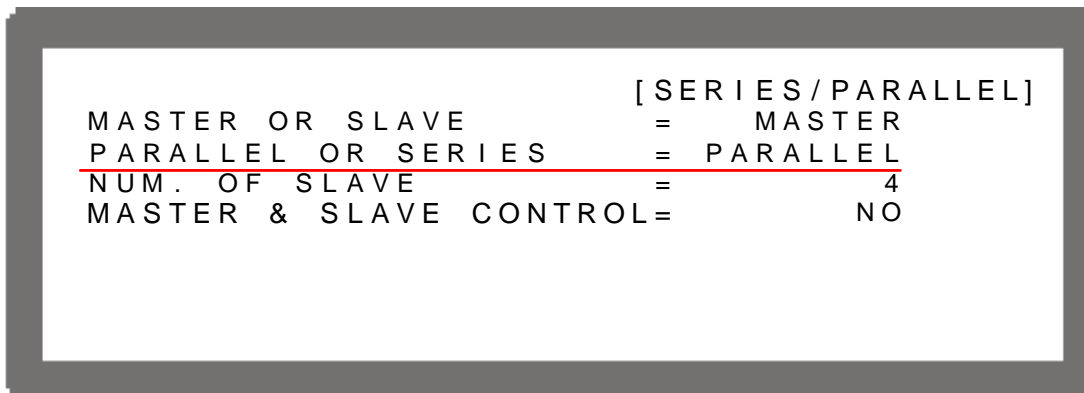 [SERIES/PARALLEL]
MASTER OR SLAVE = MASTER
PARALLEL OR SERIES = PARALLEL
NUM. OF SLAVE = 4
MASTER & SLAVE CONTROL= NO